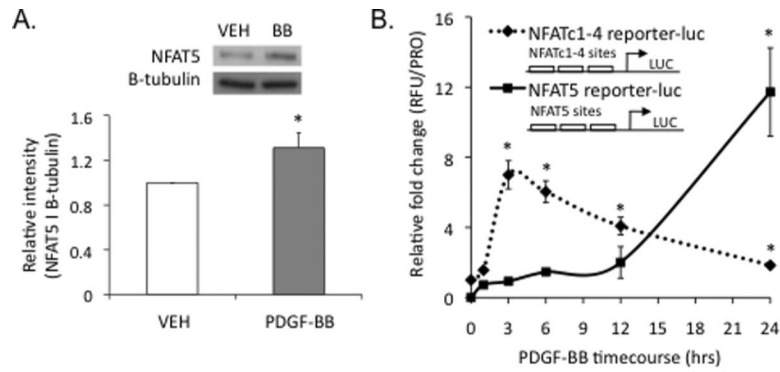 A.
VEH BB
NFAT5
B-tubulin
*
Relative intensity
(NFAT5 I B-tubulin)
1.6
1.2
0.8
0.4
0
VEH PDGF-BB
B.
NFATc1-4 reporter-luc
NFATc1-4 sites
LUC
NFAT5 reporter-luc
NFAT5 sites
LUC
* * * * *
Relative fold change (RFU/PRO)
16
12
8
4
0
0 3 6 9 12 15 18 21 24
PDGF-BB timecourse (hrs)